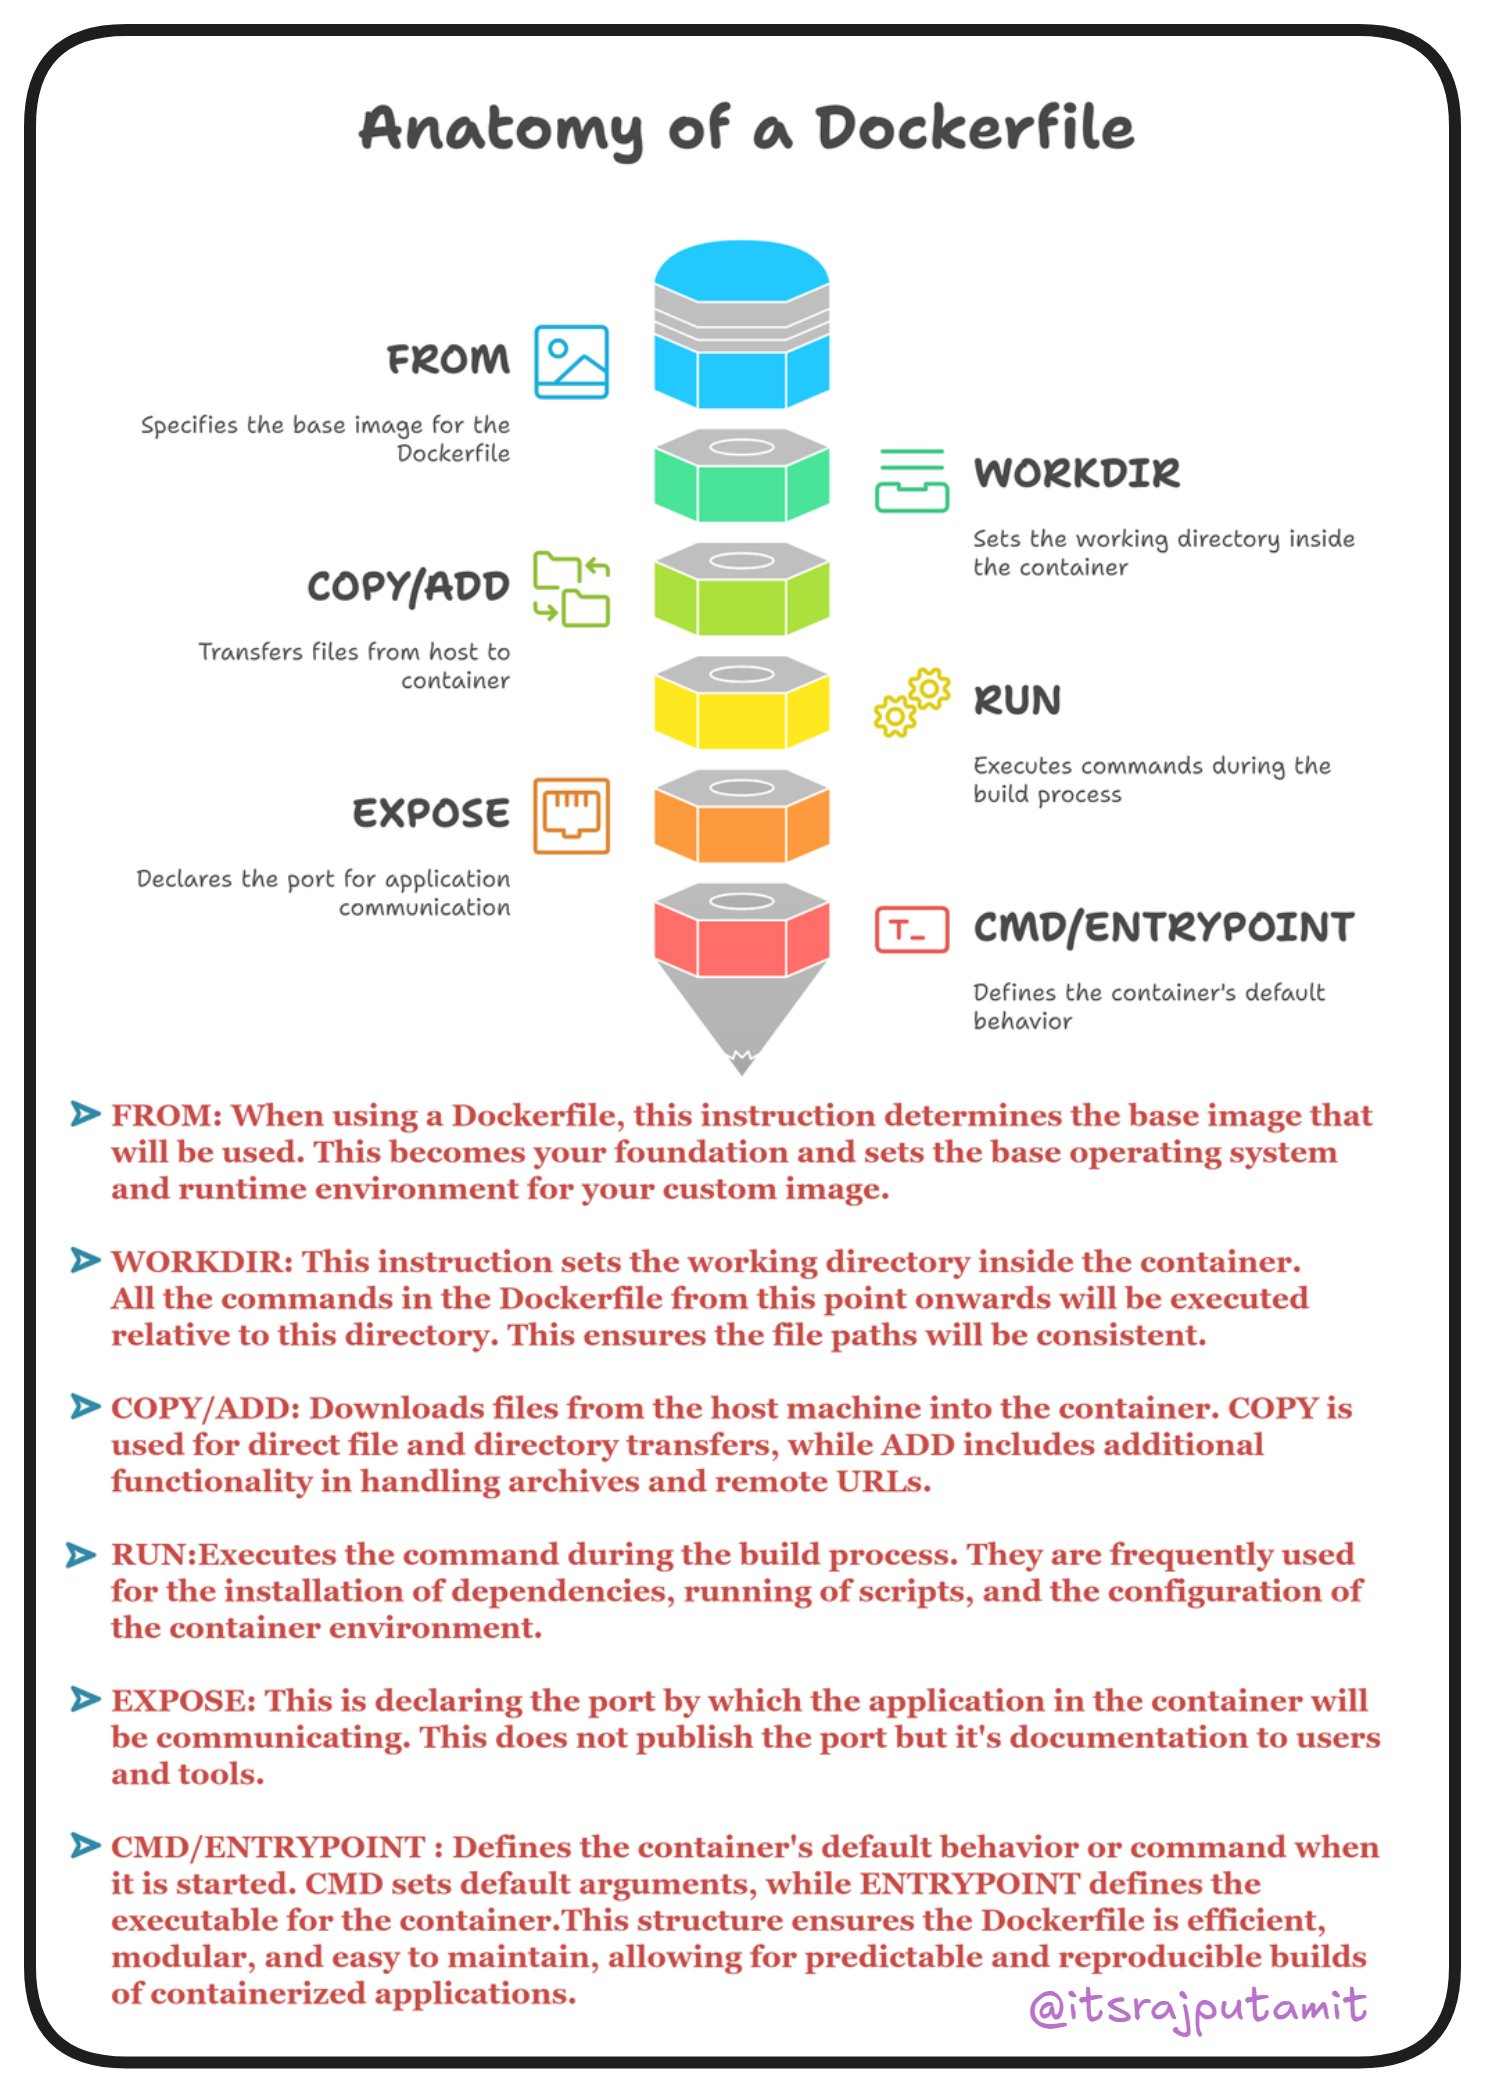 Anatomy of a Dockerfile
FROM
Specifies the base image for the
Dockerfile
WORKDIR
Sets the working directory inside
the container
COPY/ADD
Transfers files from host to
container
RUN
Executes commands during the
build process
EXPOSE
Declares the port for application
communication
T_
CMD/ENTRYPOINT
Defines the container's default
behavior
FROM: When using a Dockerfile, this instruction determines the base image that
will be used. This becomes your foundation and sets the base operating system
and runtime environment for your custom image.
WORKDIR: This instruction sets the working directory inside the container.
All the commands in the Dockerfile from this point onwards will be executed
relative to this directory. This ensures the file paths will be consistent.
COPY/ADD: Downloads files from the host machine into the container. COPY is
used for direct file and directory transfers, while ADD includes additional
functionality in handling archives and remote URLs.
RUN:Executes the command during the build process. They are frequently used
for the installation of dependencies, running of scripts, and the configuration of
the container environment.
EXPOSE: This is declaring the port by which the application in the container will
be communicating. This does not publish the port but it's documentation to users
and tools.
CMD/ENTRYPOINT : Defines the container's default behavior or command when
it is started. CMD sets default arguments, while ENTRYPOINT defines the
executable for the container.This structure ensures the Dockerfile is efficient,
modular, and easy to maintain, allowing for predictable and reproducible builds
of containerized applications.
@itsrajputamit